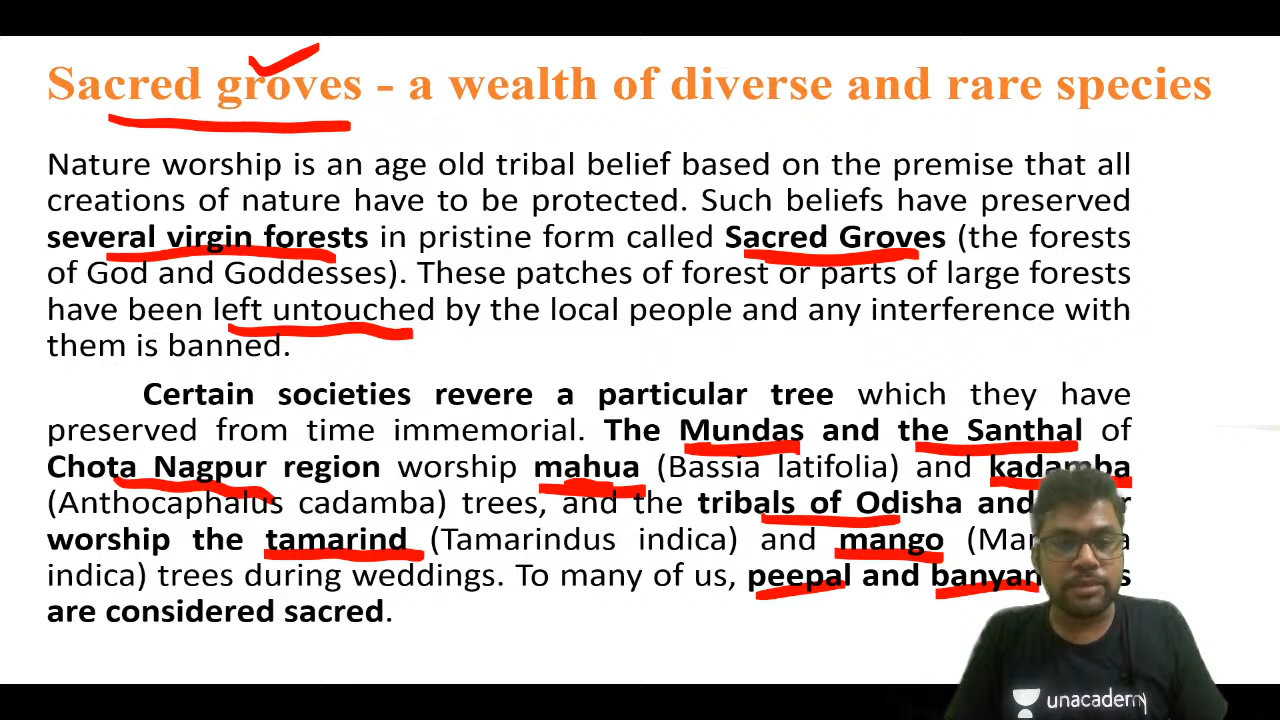 Sacred groves - a wealth of diverse and rare species
Nature worship is an age old tribal belief based on the premise that all
creations of nature have to be protected. Such beliefs have preserved
several virgin forests in pristine form called Sacred Groves (the forests
of God and Goddesses). These patches of forest or parts of large forests
have been left untouched by the local people and any interference with
them is banned.
Certain societies revere a particular tree which they have
preserved from time immemorial. The Mundas and the Santhal of
Chota Nagpur region worship mahua (Bassia latifolia) and kadamba
(Anthocaphalus cadamba) trees, and the tribals of Odisha and
worship the tamarind (Tamarindus indica) and mango
indica) trees during weddings. To many of us, peepal and banyan
are considered sacred.
unacademy